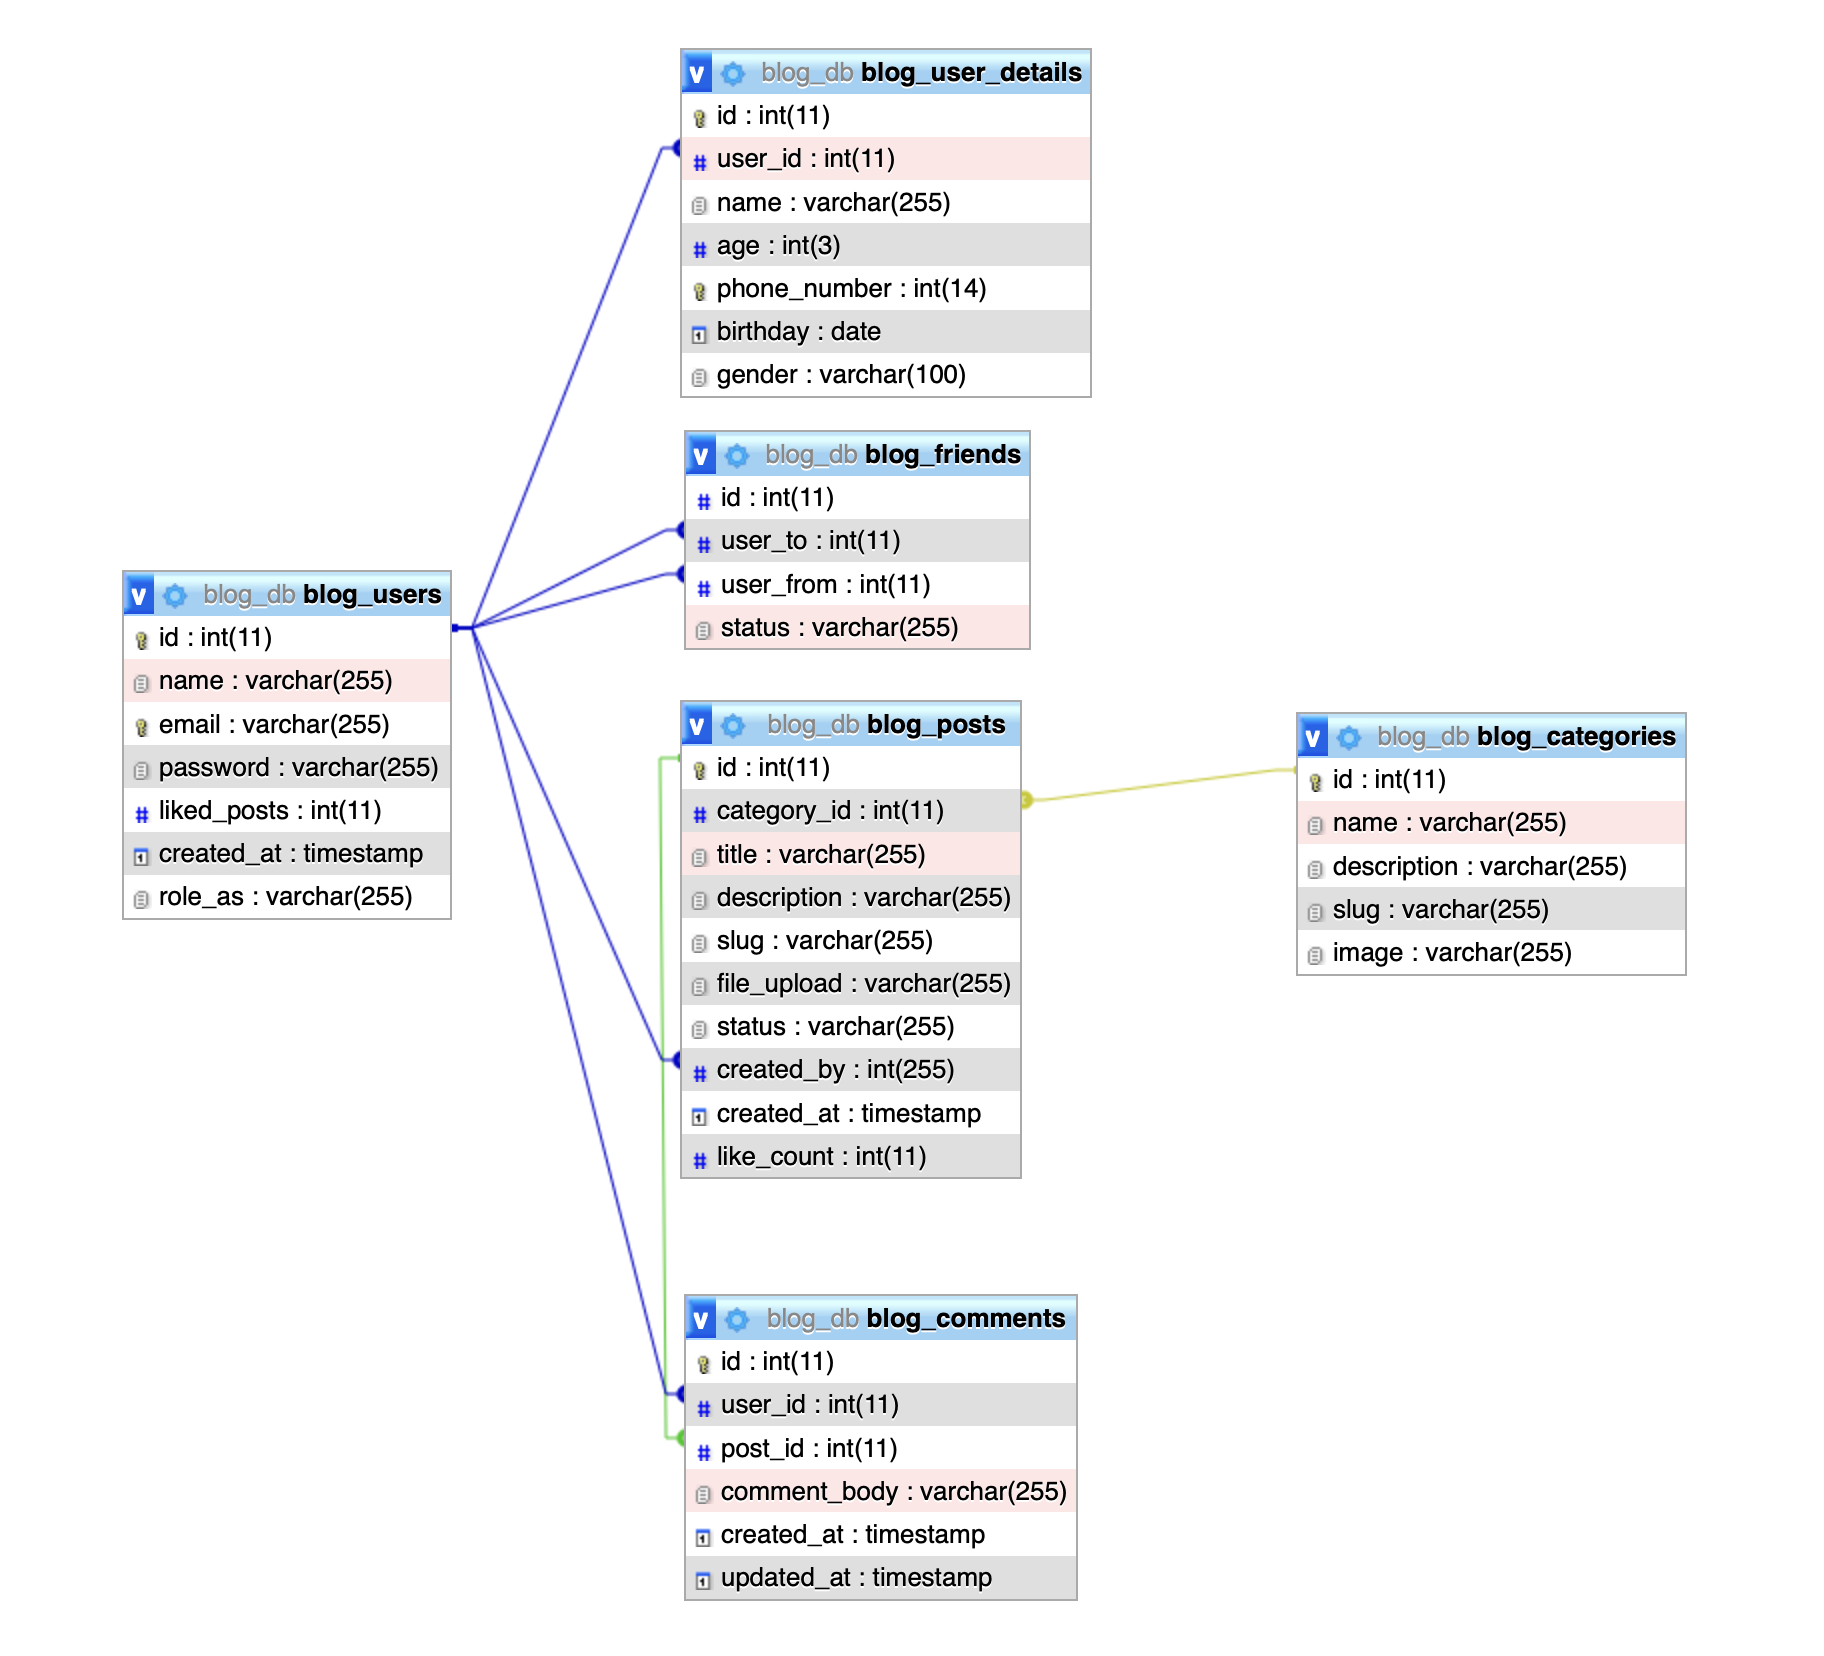 v blog_db blog_user_details
id : int(11)
# user_id : int(11)
name : varchar(255)
# age : int(3)
phone_number : int(14)
birthday : date
gender : varchar(100)
v blog_db blog_friends
# id : int(11)
# user_to : int(11)
# user_from : int(11)
status : varchar(255)
v blog_db blog_users
id : int(11)
name : varchar(255)
email : varchar(255)
password : varchar(255)
# liked_posts : int(11)
created_at : timestamp
role_as : varchar(255)
v blog_db blog_posts
id : int(11)
# category_id : int(11)
title : varchar(255)
description : varchar(255)
slug : varchar(255)
file_upload : varchar(255)
status : varchar(255)
# created_by : int(255)
created_at : timestamp
# like_count : int(11)
v blog_db blog_categories
id : int(11)
name : varchar(255)
description : varchar(255)
slug : varchar(255)
image : varchar(255)
v blog_db blog_comments
id : int(11)
# user_id : int(11)
# post_id : int(11)
comment_body : varchar(255)
created_at : timestamp
updated_at : timestamp